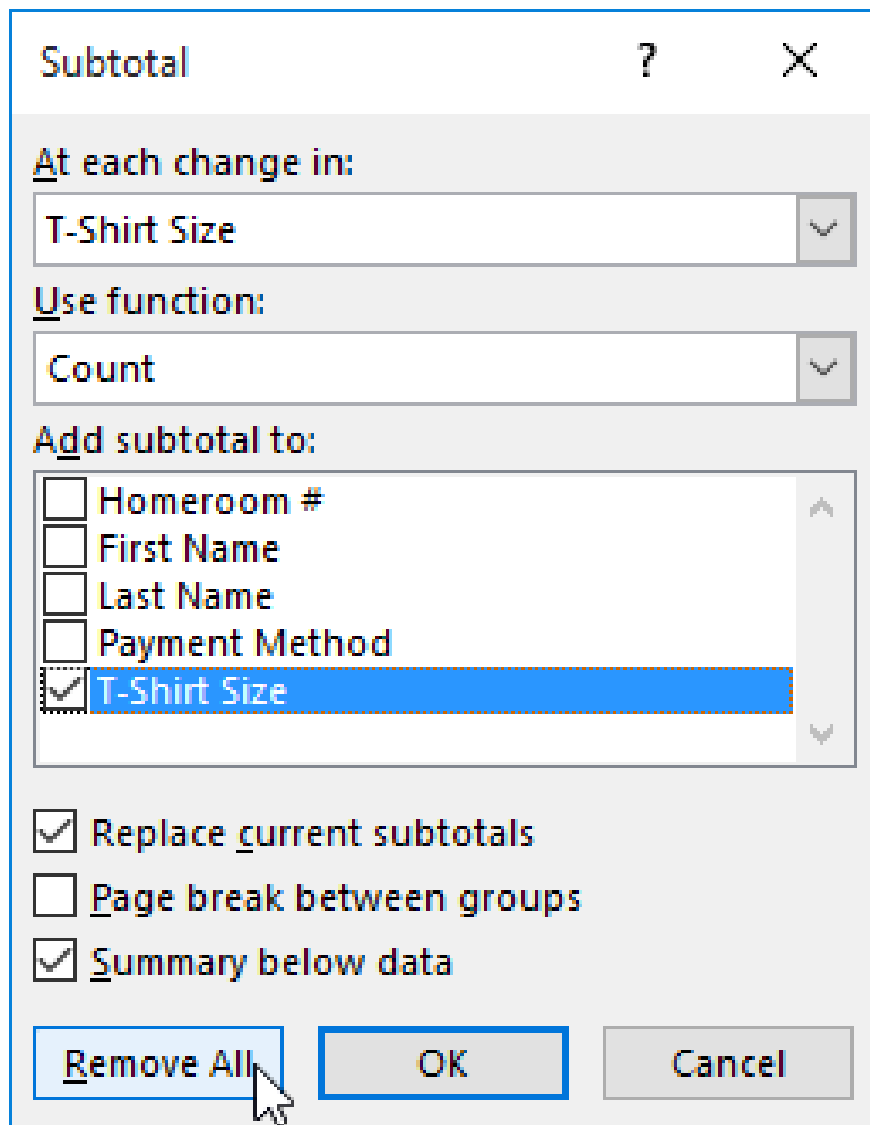 Subtotal ?
At each change in:
T-Shirt Size
Use function:
Count
Add subtotal to:
Homeroom #
First Name
Last Name
Payment Method
T-Shirt Size
Replace current subtotals
Page break between groups
Summary below data
Remove All OK Cancel